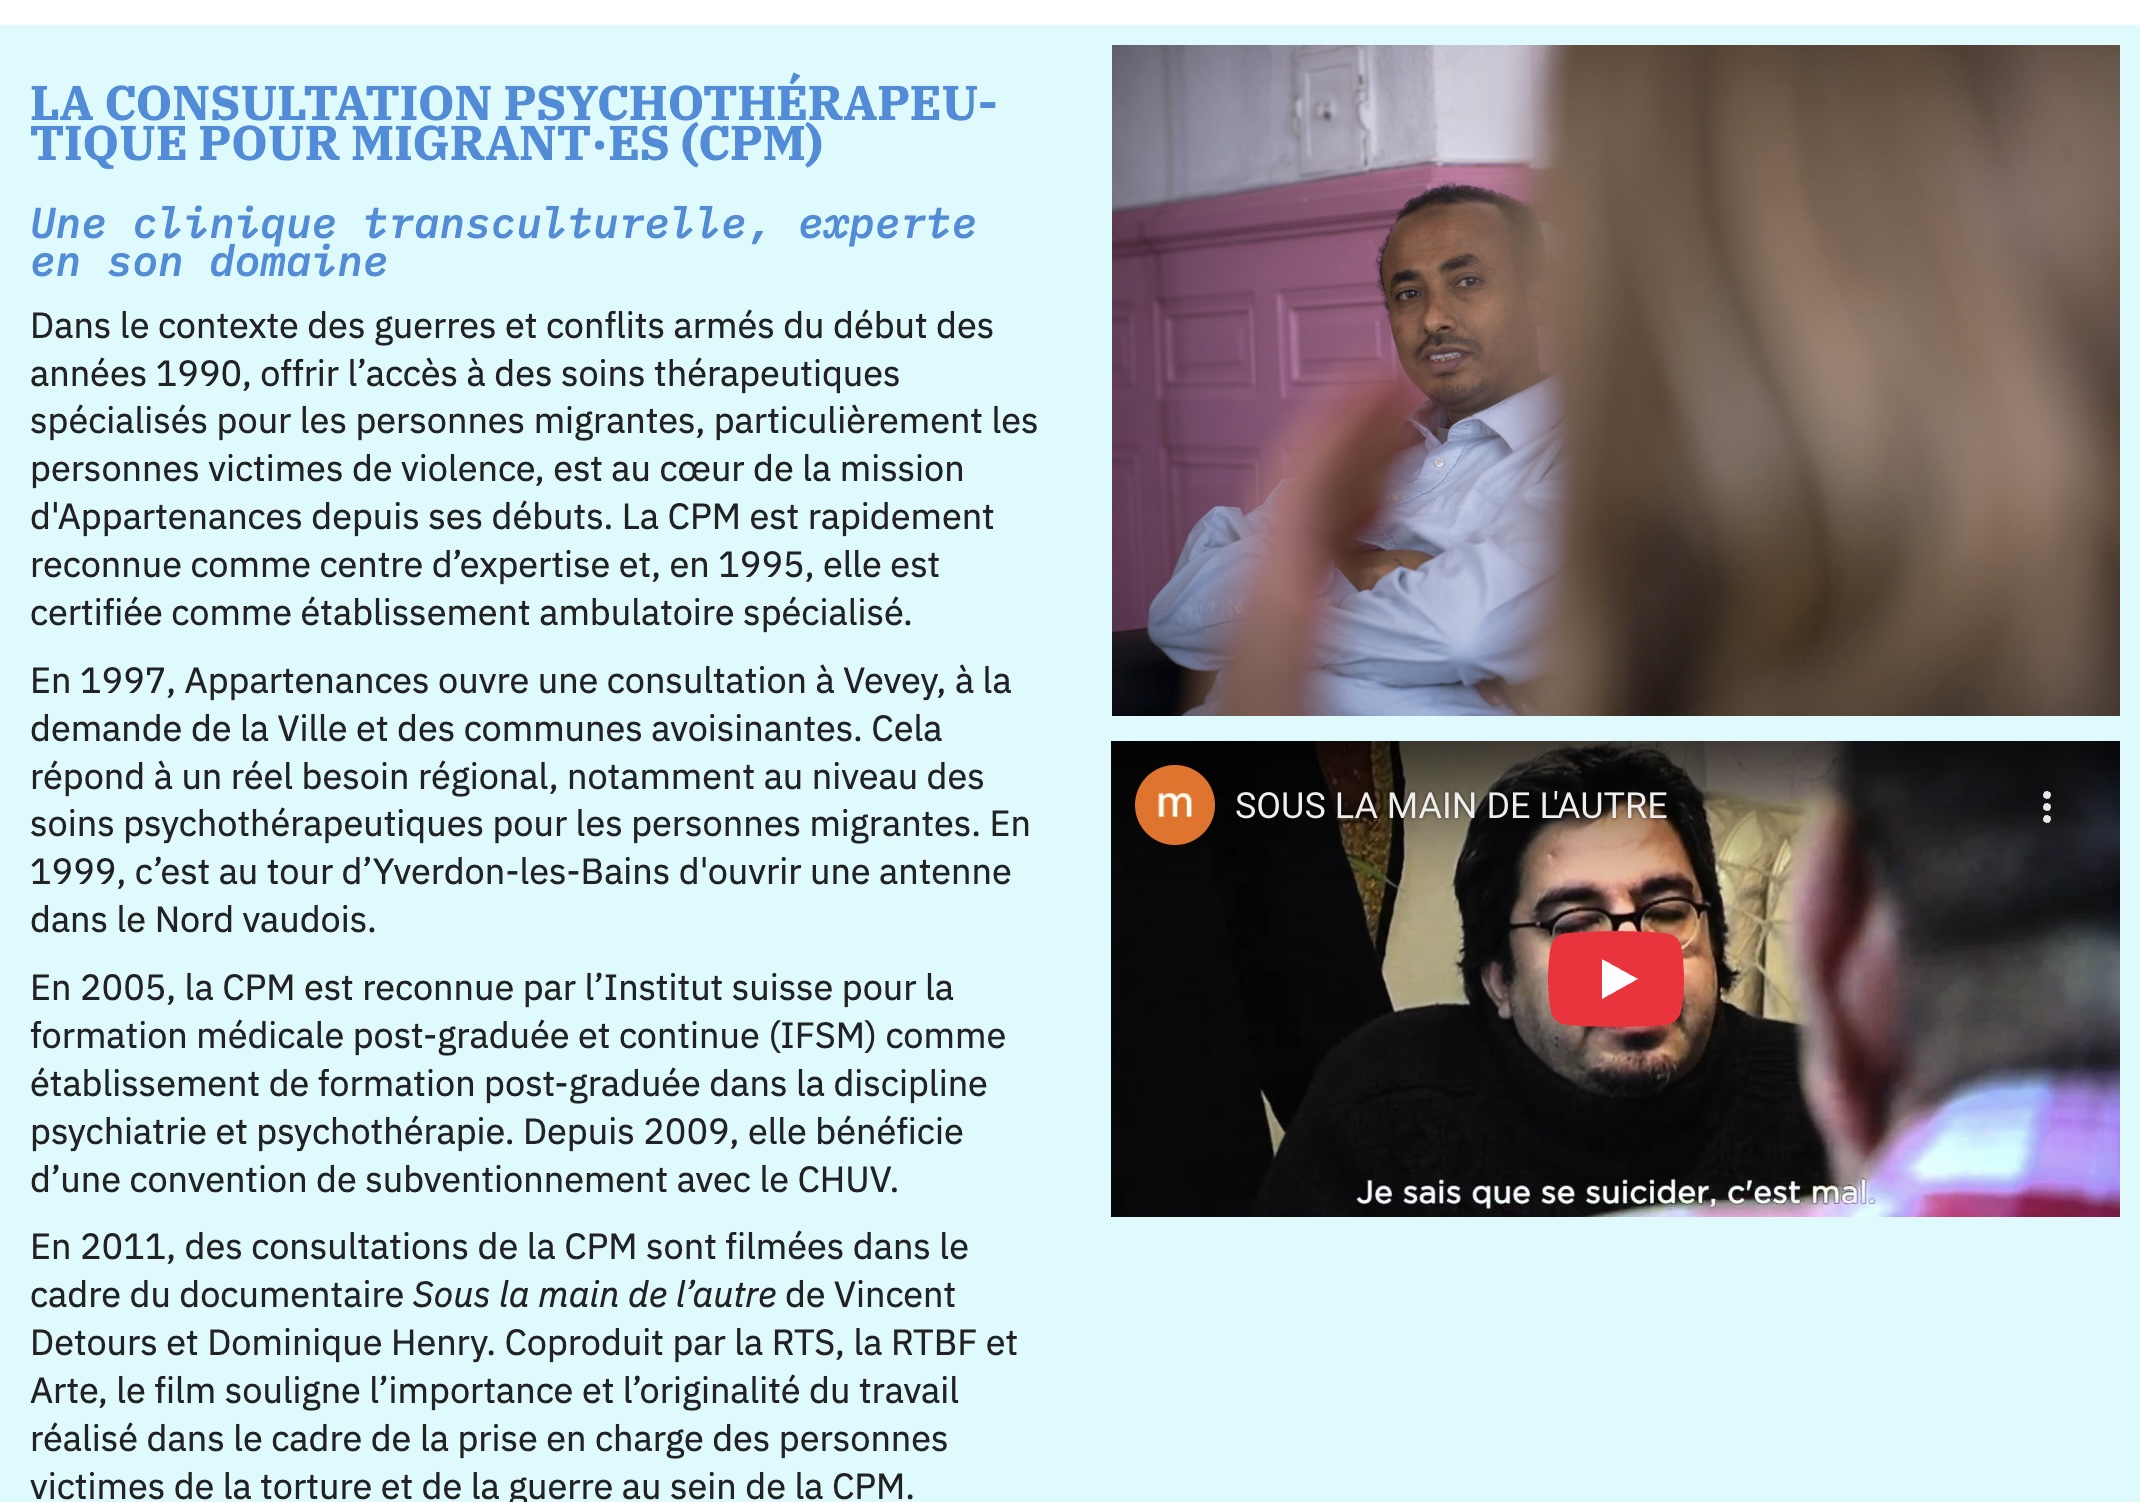 LA CONSULTATION PSYCHOTHÉRAPEU-
TIQUE POUR MIGRANT·ES (CPM)
Une clinique transculturelle, experte
en son domaine
Dans le contexte des guerres et conflits armés du début des
années 1990, offrir l’accès à des soins thérapeutiques
spécialisés pour les personnes migrantes, particulièrement les
personnes victimes de violence, est au cœur de la mission
d'Appartenances depuis ses débuts. La CPM est rapidement
reconnue comme centre d’expertise et, en 1995, elle est
certifiée comme établissement ambulatoire spécialisé.
En 1997, Appartenances ouvre une consultation à Vevey, à la
demande de la Ville et des communes avoisinantes. Cela
répond à un réel besoin régional, notamment au niveau des
soins psychothérapeutiques pour les personnes migrantes. En
1999, c’est au tour d’Yverdon-les-Bains d'ouvrir une antenne
dans le Nord vaudois.
En 2005, la CPM est reconnue par l’Institut suisse pour la
formation médicale post-graduée et continue (IFSM) comme
établissement de formation post-graduée dans la discipline
psychiatrie et psychothérapie. Depuis 2009, elle bénéficie
d’une convention de subventionnement avec le CHUV.
En 2011, des consultations de la CPM sont filmées dans le
cadre du documentaire Sous la main de l’autre de Vincent
Detours et Dominique Henry. Coproduit par la RTS, la RTBF et
Arte, le film souligne l’importance et l’originalité du travail
réalisé dans le cadre de la prise en charge des personnes
victimes de la torture et de la guerre au sein de la CPM.
m SOUS LA MAIN DE L'AUTRE
Je sais que se suicider, c'est mal.